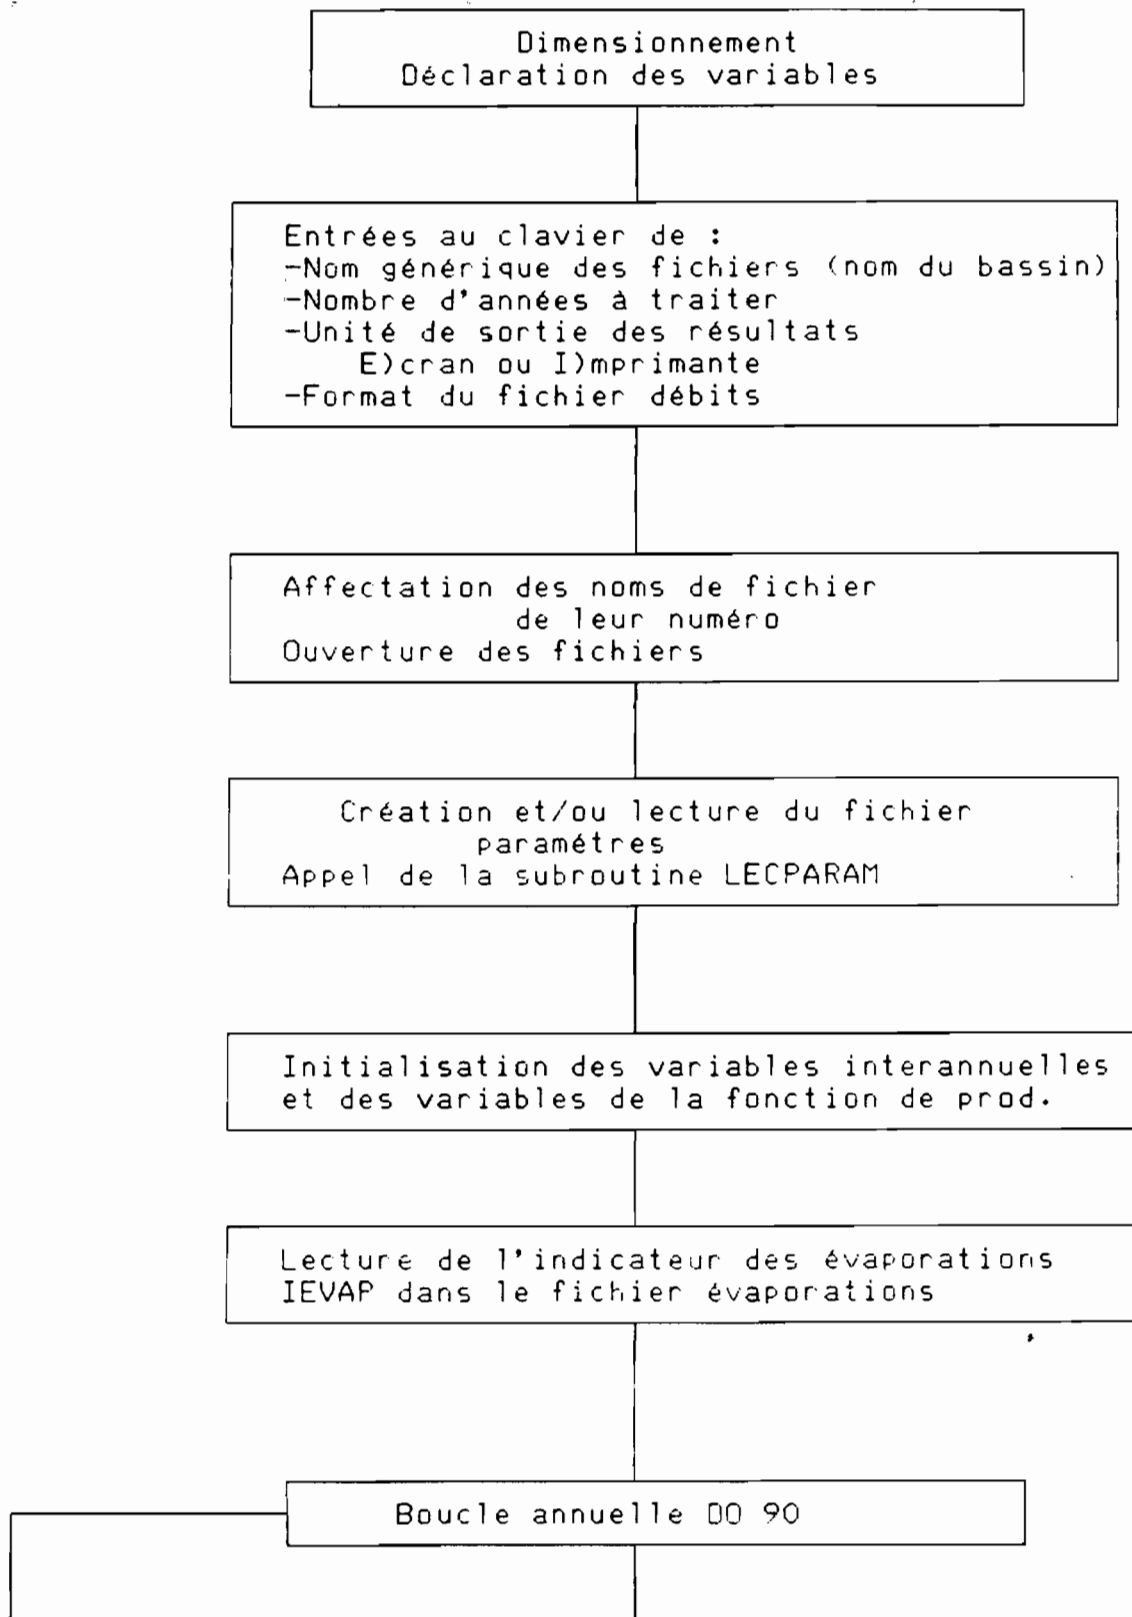 Dimensionnement
Déclaration des variables
Entrées au clavier de :
-Nom générique des fichiers (nom du bassin)
-Nombre d'années à traiter
-Unité de sortie des résultats
E)cran ou I)mprimante
-Format du fichier débits
Affectation des noms de fichier
de leur numéro
Ouverture des fichiers
Création et/ou lecture du fichier
paramétres
Appel de la subroutine LECPARAM
Initialisation des variables interannuelles
et des variables de la fonction de prod.
Lecture de l'indicateur des évaporations
IEVAP dans le fichier évaporations
Boucle annuelle DO 90